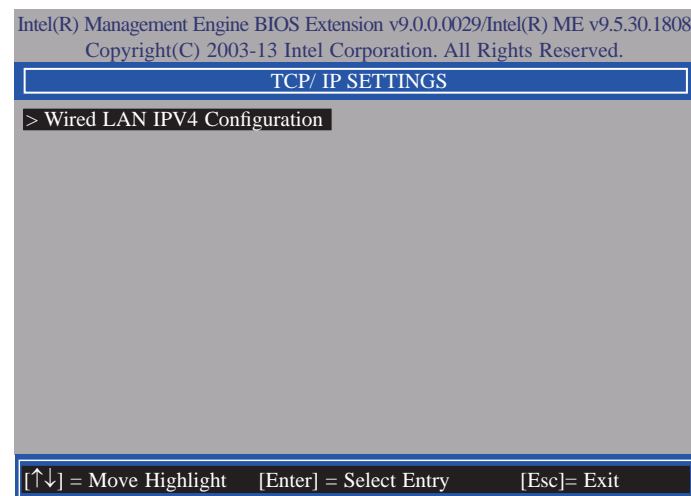 Intel(R) Management Engine BIOS Extension v9.0.0.0029/Intel(R) ME v9.5.30.1808
Copyright(C) 2003-13 Intel Corporation. All Rights Reserved.
TCP/ IP SETTINGS
> Wired LAN IPV4 Configuration
[↑↓] = Move Highlight [Enter] = Select Entry [Esc]= Exit